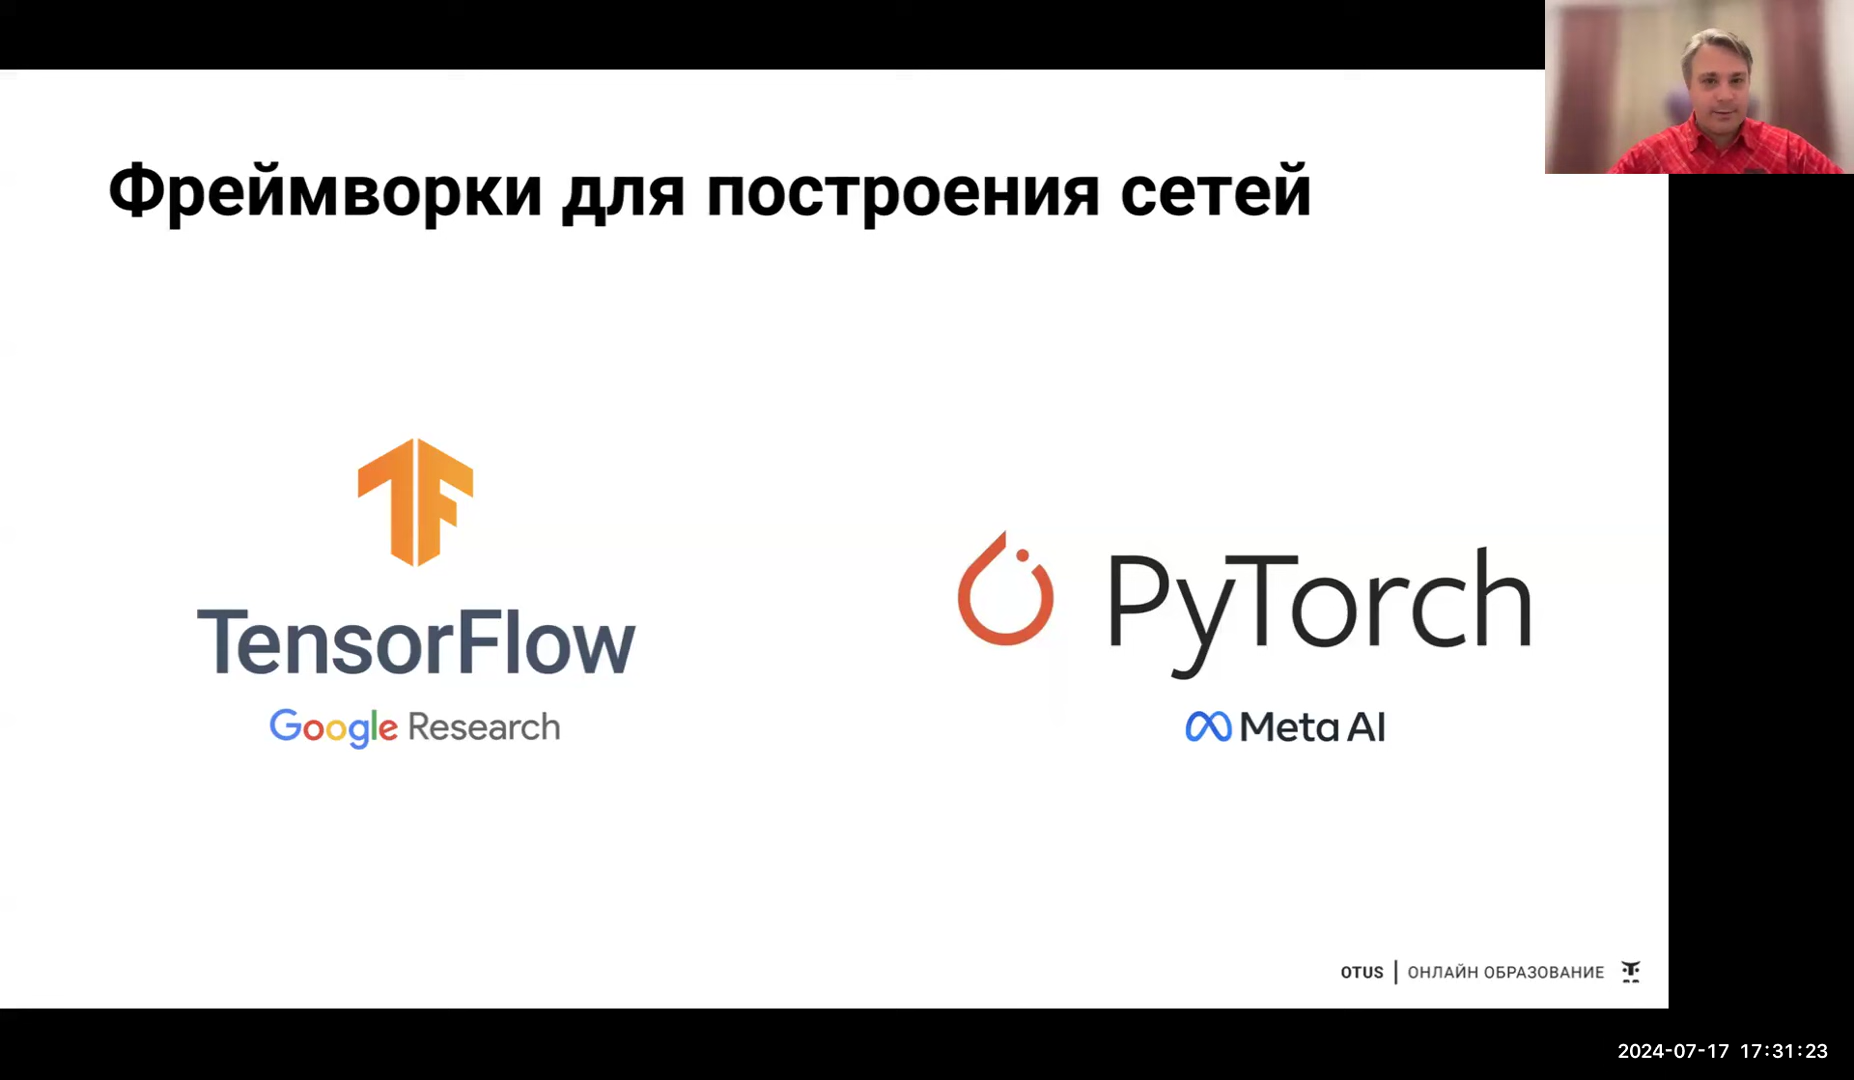 Фреймворки для построения сетей
TensorFlow
Google Research
PyTorch
Meta AI
OTUS | ОНЛАЙН ОБРАЗОВАНИЕ
2024-07-17 17:31:23